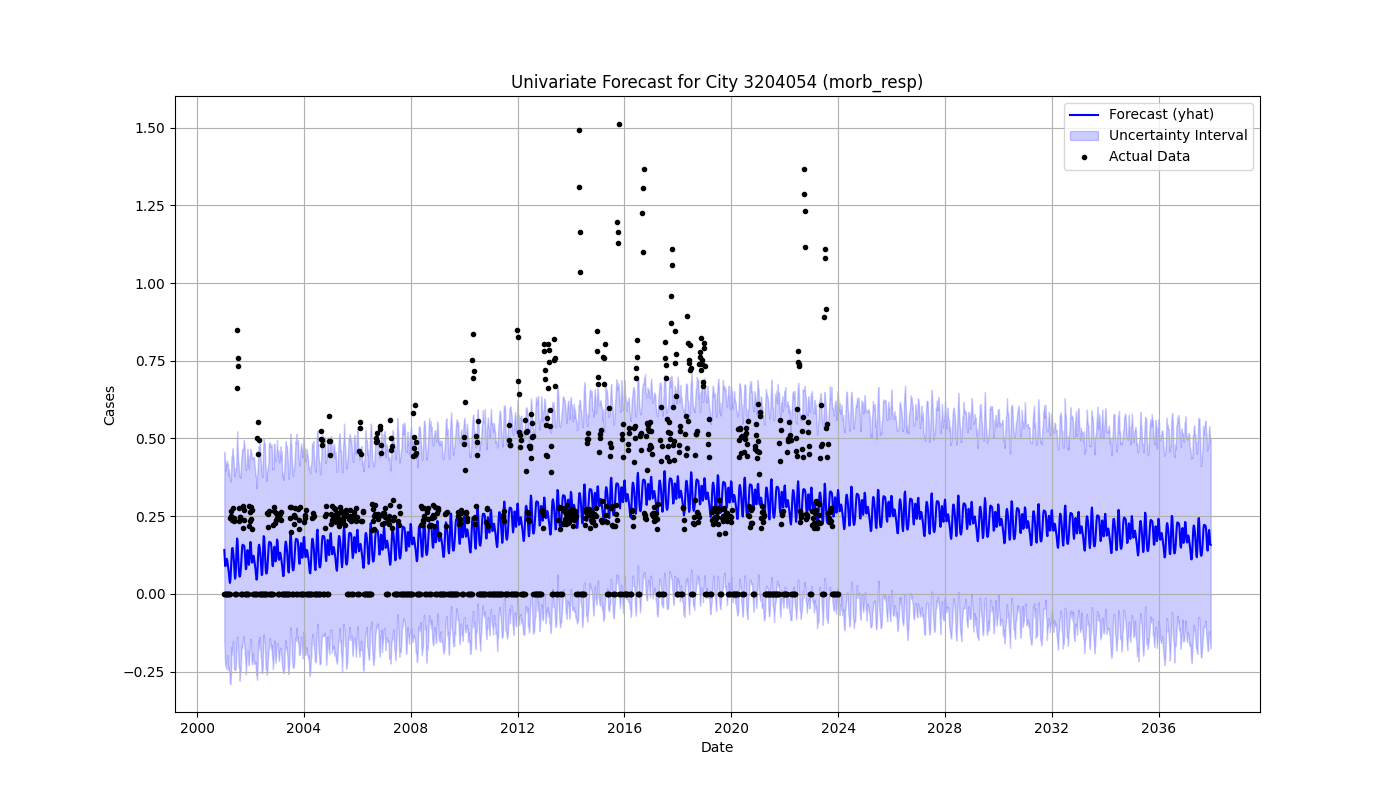 Univariate Forecast for City 3204054 (morb_resp)
Forecast (yhat)
Uncertainty Interval
Actual Data
1.50
1.25
1.00
0.75
0.50
0.25
0.00
−0.25
Cases
2000 2004 2008 2012 2016 2020 2024 2028 2032 2036
Date